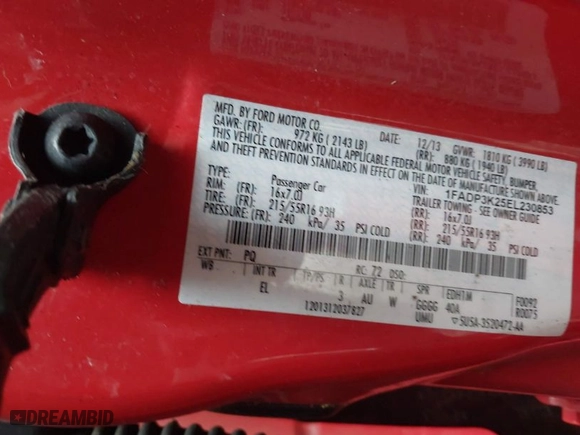 MFD. BY FORD MOTOR CO.
DATE: 12/13 GVWR: 1810 KG ( 3990 LB)
GAWR: (FR): 972 KG ( 2143 LB) (RR): 880 KG ( 1940 LB)
THIS VEHICLE CONFORMS TO ALL APPLICABLE FEDERAL MOTOR VEHICLE SAFETY, BUMPER,
AND THEFT PREVENTION STANDARDS IN EFFECT ON THE DATE OF MANUFACTURE SHOWN ABOVE.
VIN: 1FADP3K25EL230853
TYPE: Passenger Car TRAILER TOWING - SEE OWNER GUIDE
RIM: (FR): 16x7.0J (RR): 16x7.0J
TIRE: (FR): 215/55R16 93H (RR): 215/55R16 93H
PRESSURE: (FR): 240 kPa/ 35 PSI COLD (RR): 240 kPa/ 35 PSI COLD
EXT PNT: PQ RC: 72 DSO:
WB INT TR TP/PS R AXLE TR SPR EDH1M F0092
EL 3 AU W GGGG 40A R0075
1201312037827 UMU ▽5U5A-3520472-AA
DREAMBID